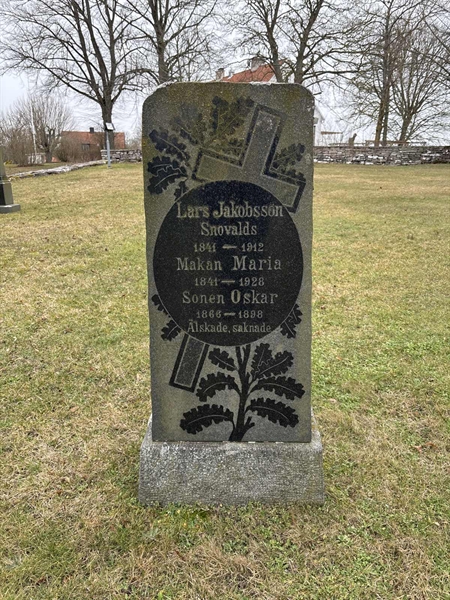 Lars Jakobsson
Snovalds
1841 — 1912
Makan Maria
1841 — 1928
Sonen Oskar
1866 — 1898
Älskade, saknade